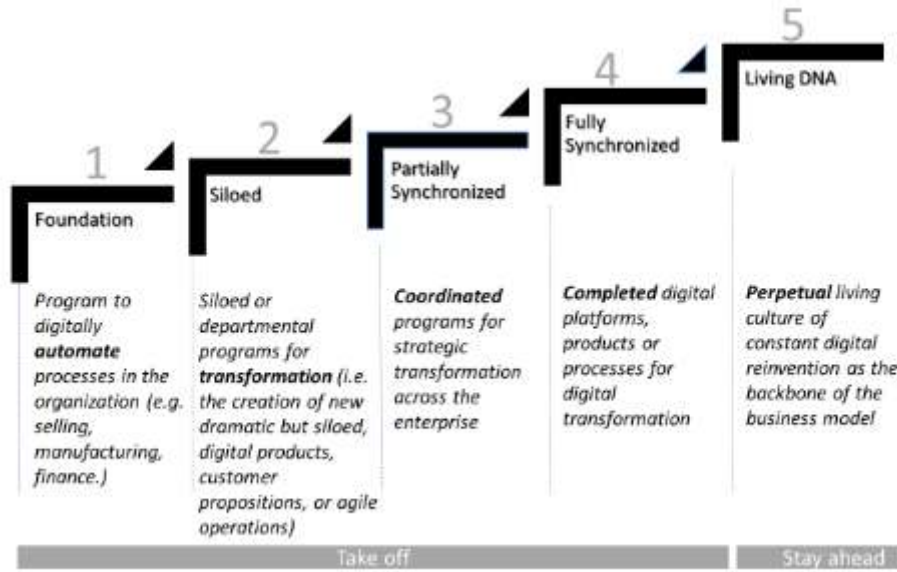 1
Foundation
Program to
digitally
automate
processes in the
organization (e.g.
selling,
manufacturing,
finance.)
2
Siloed
Siloed or
departmental
programs for
transformation (i.e.
the creation of new
dramatic but siloed,
digital products,
customer
propositions, or agile
operations)
3
Partially
Synchronized
Coordinated
programs for
strategic
transformation
across the
enterprise
4
Fully
Synchronized
Completed digital
platforms,
products or
processes for
digital
transformation
5
Living DNA
Perpetual living
culture of
constant digital
reinvention as the
backbone of the
business model
Take off
Stay ahead